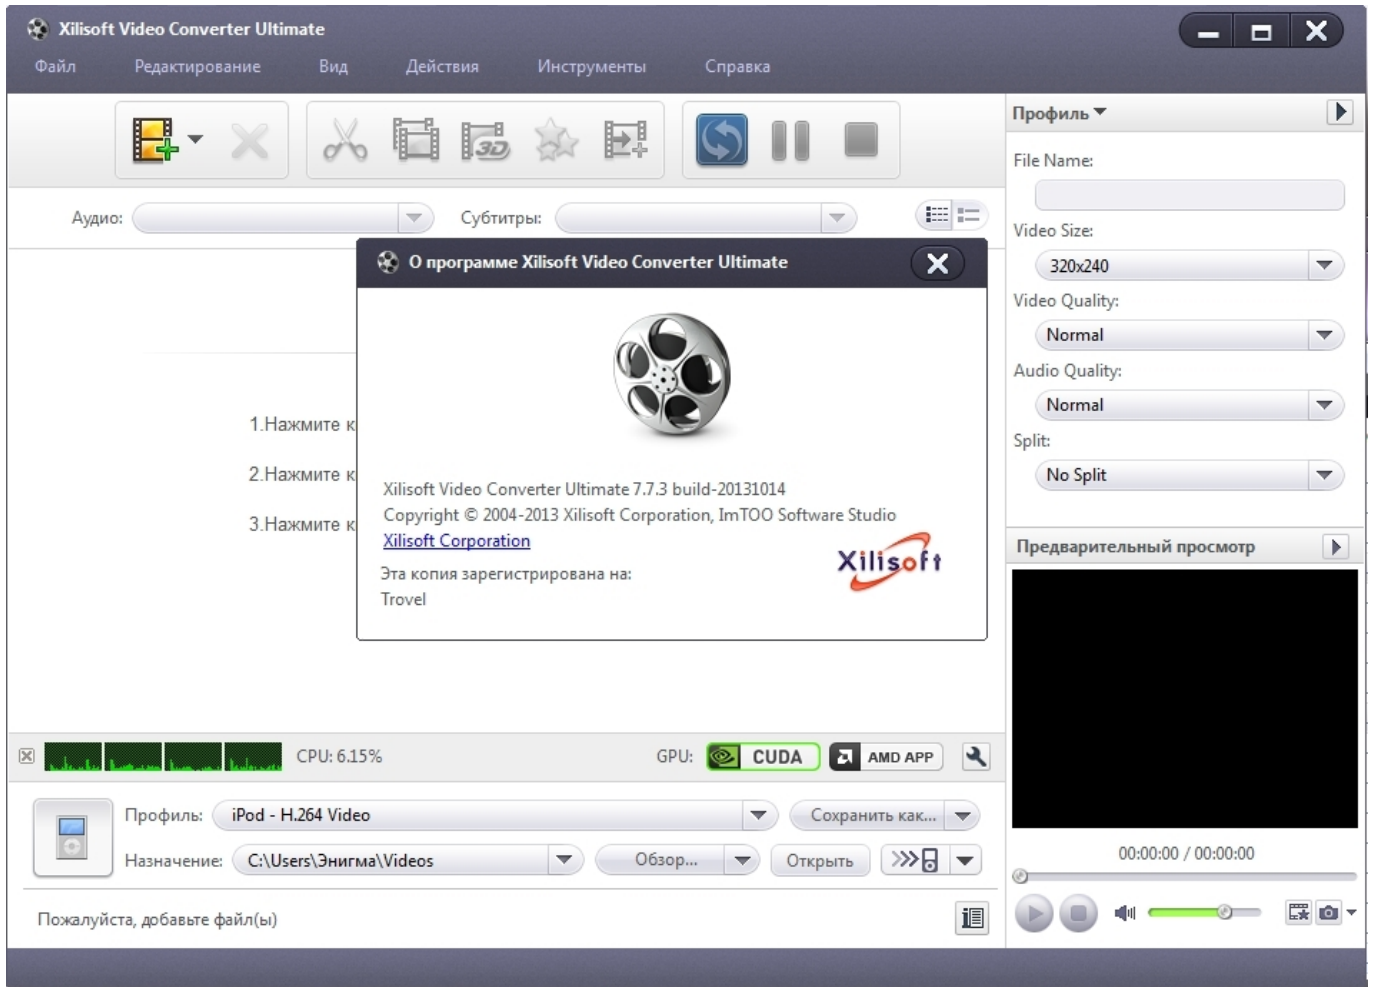 Xilisoft Video Converter Ultimate
Файл Редактирование Вид Действия Инструменты Справка
3D
Аудио: Субтитры:
О программе Xilisoft Video Converter Ultimate
1.Нажмите к
2.Нажмите к
3.Нажмите к
Xilisoft Video Converter Ultimate 7.7.3 build-20131014
Copyright © 2004-2013 Xilisoft Corporation, ImTOO Software Studio
Xilisoft Corporation
Эта копия зарегистрирована на:
Trovel
Xilisoft
CPU: 6.15% GPU: CUDA AMD APP
Профиль: iPod - H.264 Video Сохранить как...
Назначение: C:\Users\Энигма\Videos Обзор... Открыть
Пожалуйста, добавьте файл(ы)
Профиль
File Name:
Video Size:
320x240
Video Quality:
Normal
Audio Quality:
Normal
Split:
No Split
Предварительный просмотр
00:00:00 / 00:00:00